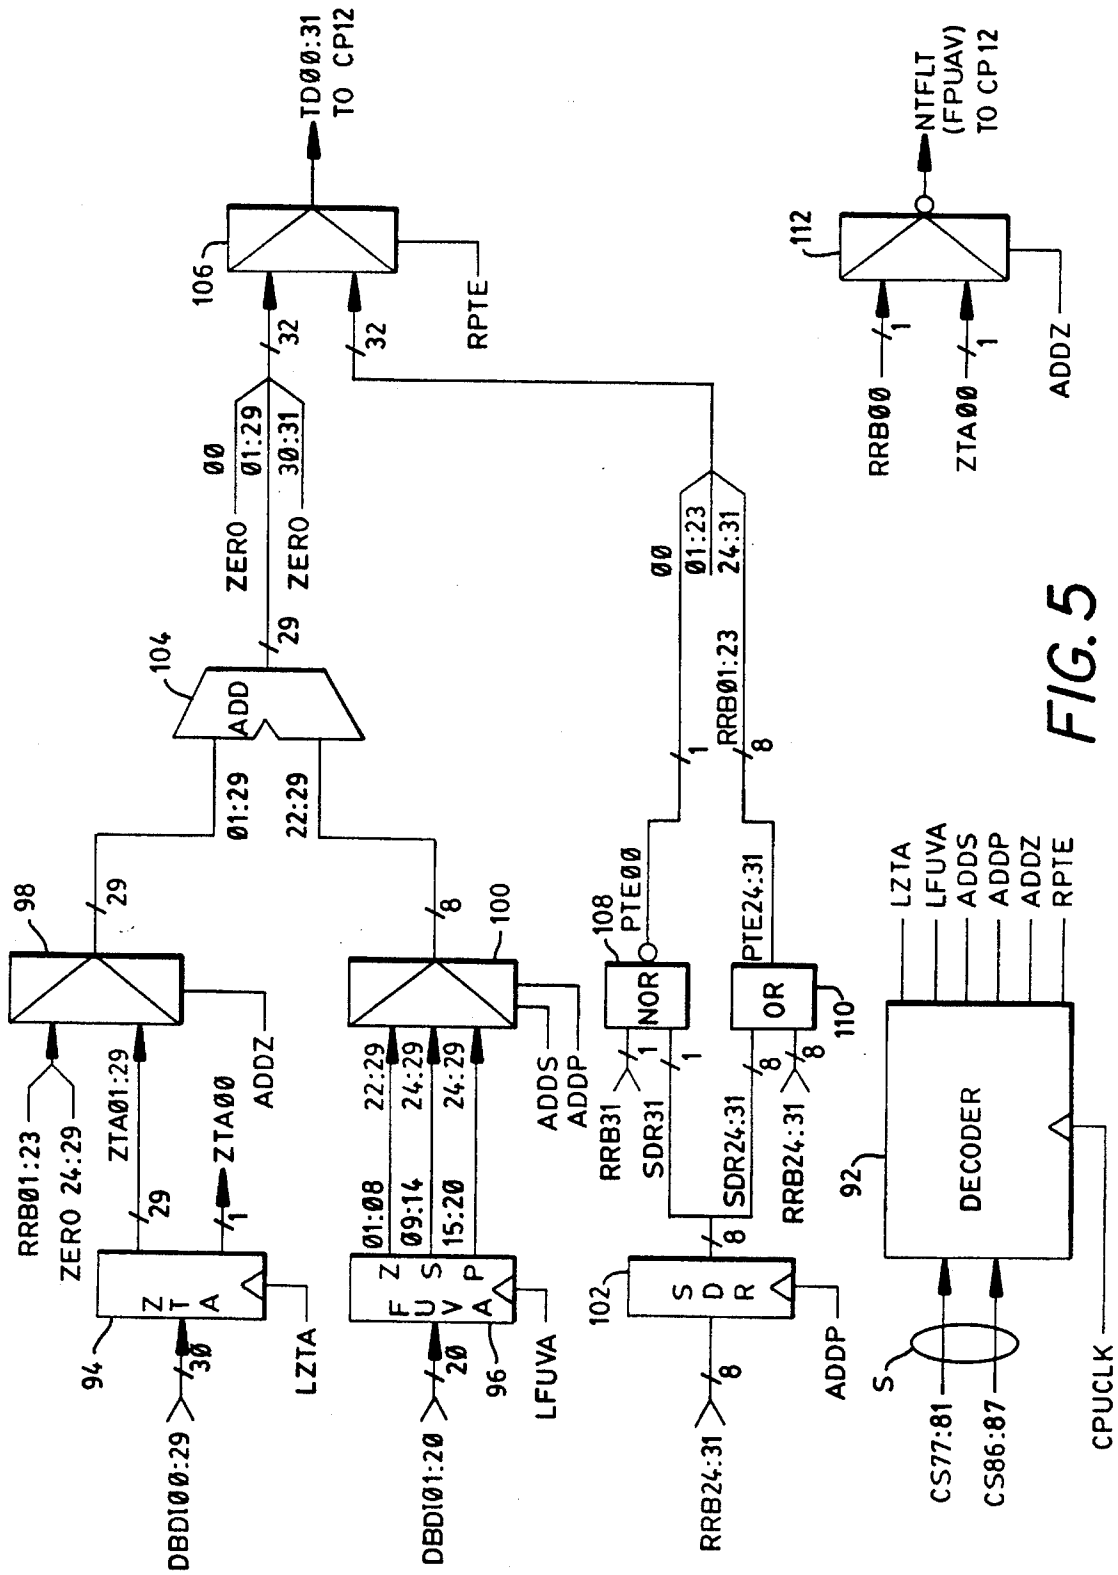 DBDI00:29
30
94
Z
T
A
LZTA
29
1
ZTA00
RRB01:23
ZERO 24:29
ZTA01:29
98
ADDZ
29
DBDI01:20
20
96
F
U
V
A
Z
S
P
LFUVA
01:08
09:14
15:20
22:29
24:29
24:29
100
ADDS
ADDP
8
01:29
22:29
104
ADD
29
ZERO
00
01:29
30:31
ZERO
32
32
106
RPTE
TD00:31
TO CP12
RRB24:31
8
102
S
D
R
ADDP
8
SDR31
SDR24:31
RRB31
1
1
NOR
108
PTE00
8
8
RRB24:31
OR
110
PTE24:31
1
8
RRB01:23
00
01:23
24:31
CS77:81
CS86:87
S
CPUCLK
92
DECODER
LZTA
LFUVA
ADDS
ADDP
ADDZ
RPTE
RRB00
1
ZTA00
1
112
ADDZ
NTFLT
(FPUAV)
TO CP12
FIG. 5